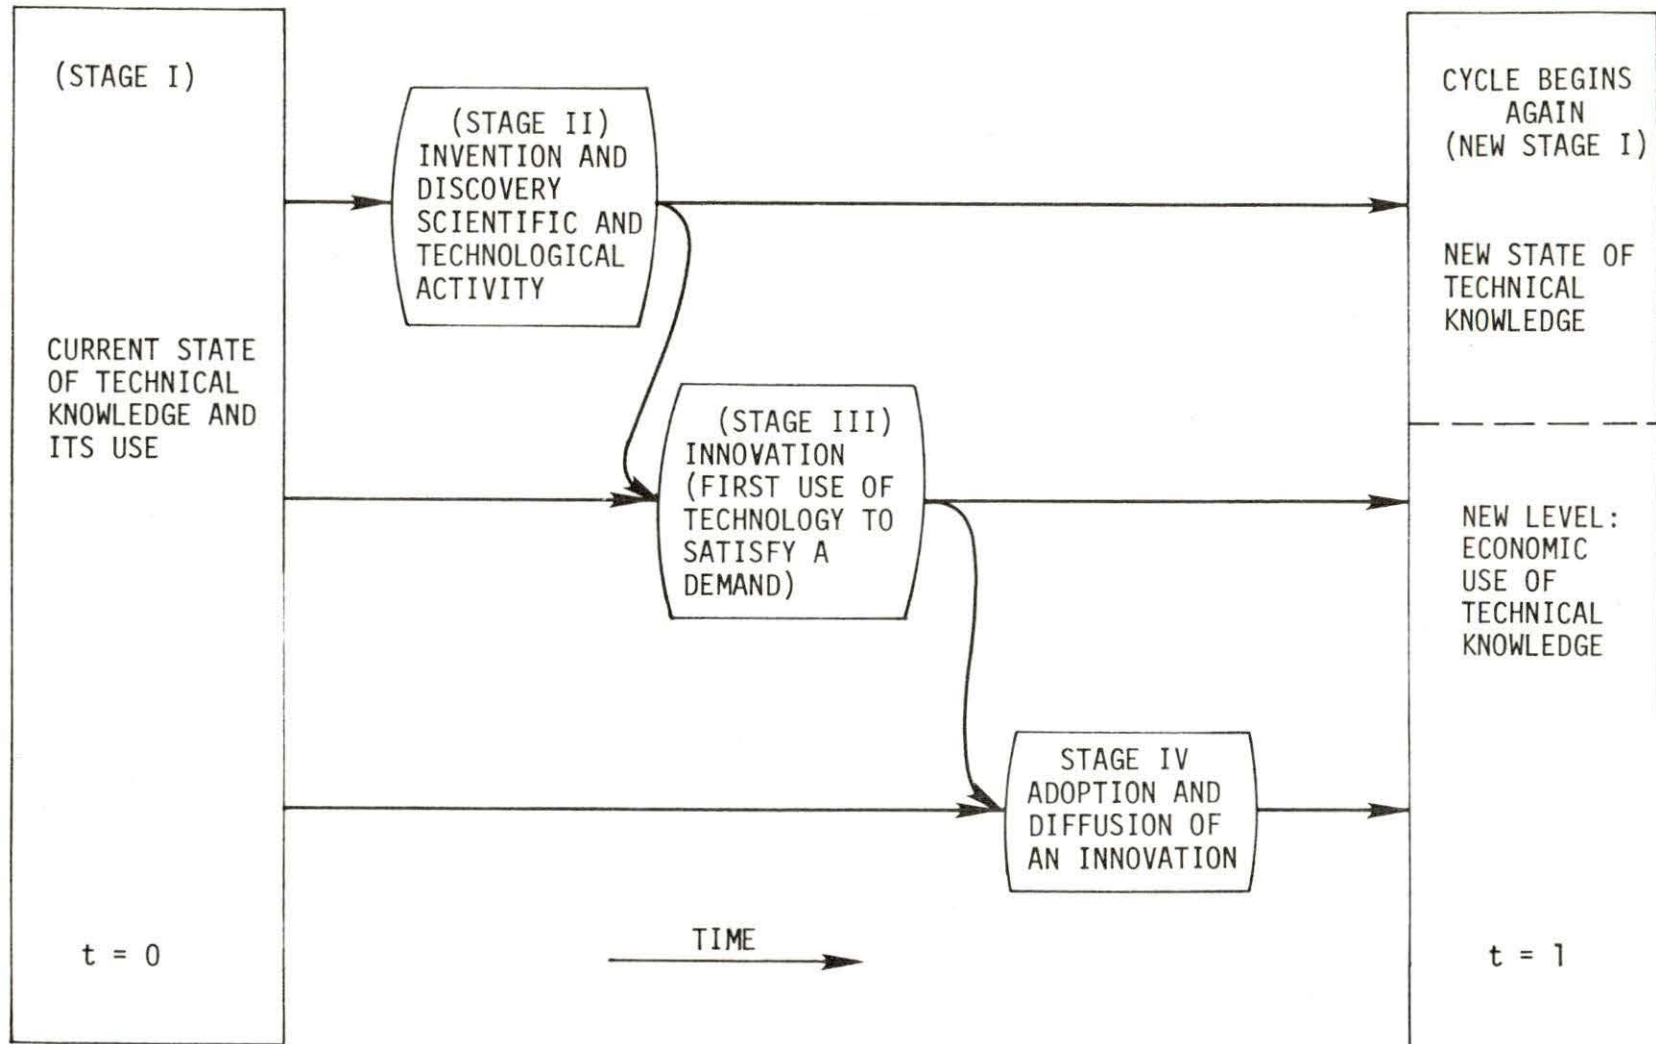 (STAGE I)
CURRENT STATE
OF TECHNICAL
KNOWLEDGE AND
ITS USE
t = 0
(STAGE II)
INVENTION AND
DISCOVERY
SCIENTIFIC AND
TECHNOLOGICAL
ACTIVITY
(STAGE III)
INNOVATION
(FIRST USE OF
TECHNOLOGY TO
SATISFY A
DEMAND)
STAGE IV
ADOPTION AND
DIFFUSION OF
AN INNOVATION
TIME
CYCLE BEGINS
AGAIN
(NEW STAGE I)
NEW STATE OF
TECHNICAL
KNOWLEDGE
NEW LEVEL:
ECONOMIC
USE OF
TECHNICAL
KNOWLEDGE
t = 1